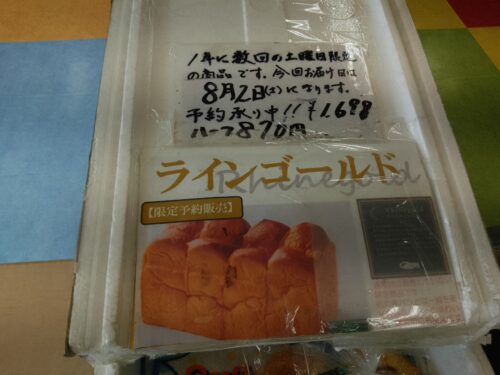 1年に数回の土曜日限定
の商品です。今回お届け日は
8月2日(土)になります。
予約承り中!!¥1,698
ハーフ870円
ラインゴールド
Rhinegold
【限定予約販売】